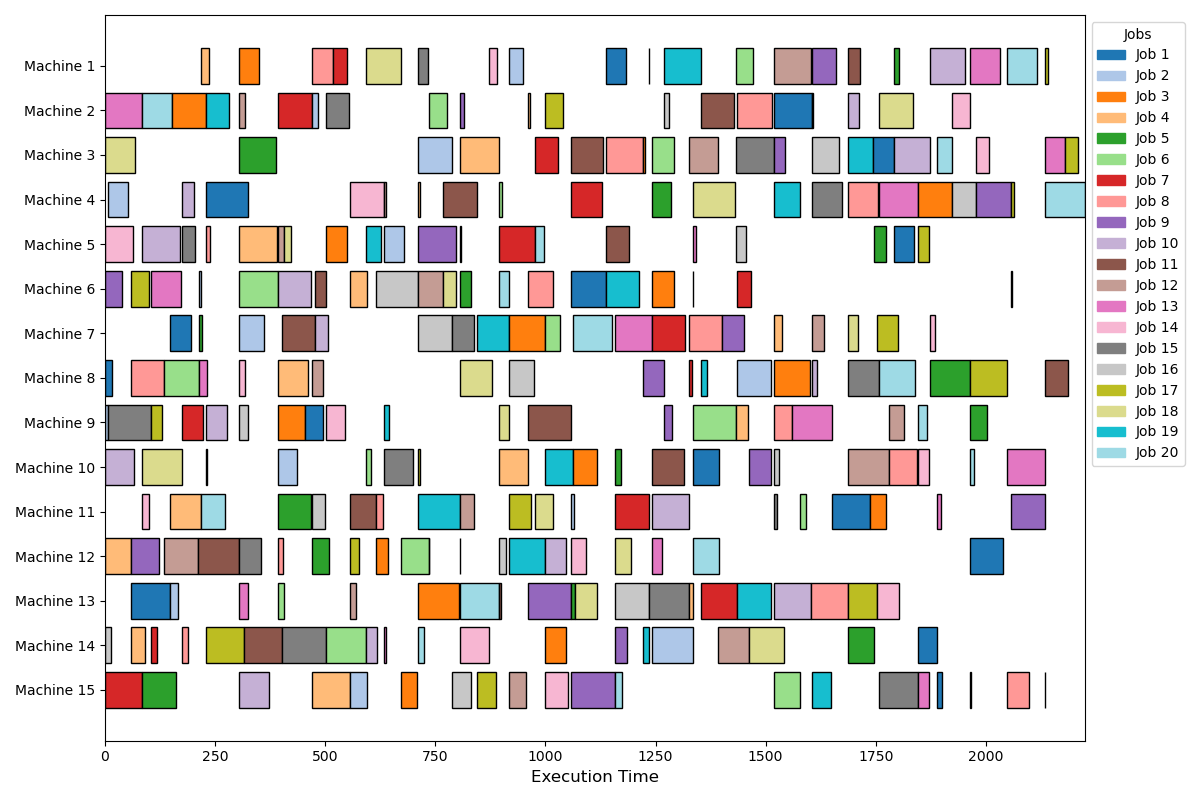 Machine 1
Machine 2
Machine 3
Machine 4
Machine 5
Machine 6
Machine 7
Machine 8
Machine 9
Machine 10
Machine 11
Machine 12
Machine 13
Machine 14
Machine 15
0 250 500 750 1000 1250 1500 1750 2000
Execution Time
Jobs
Job 1
Job 2
Job 3
Job 4
Job 5
Job 6
Job 7
Job 8
Job 9
Job 10
Job 11
Job 12
Job 13
Job 14
Job 15
Job 16
Job 17
Job 18
Job 19
Job 20